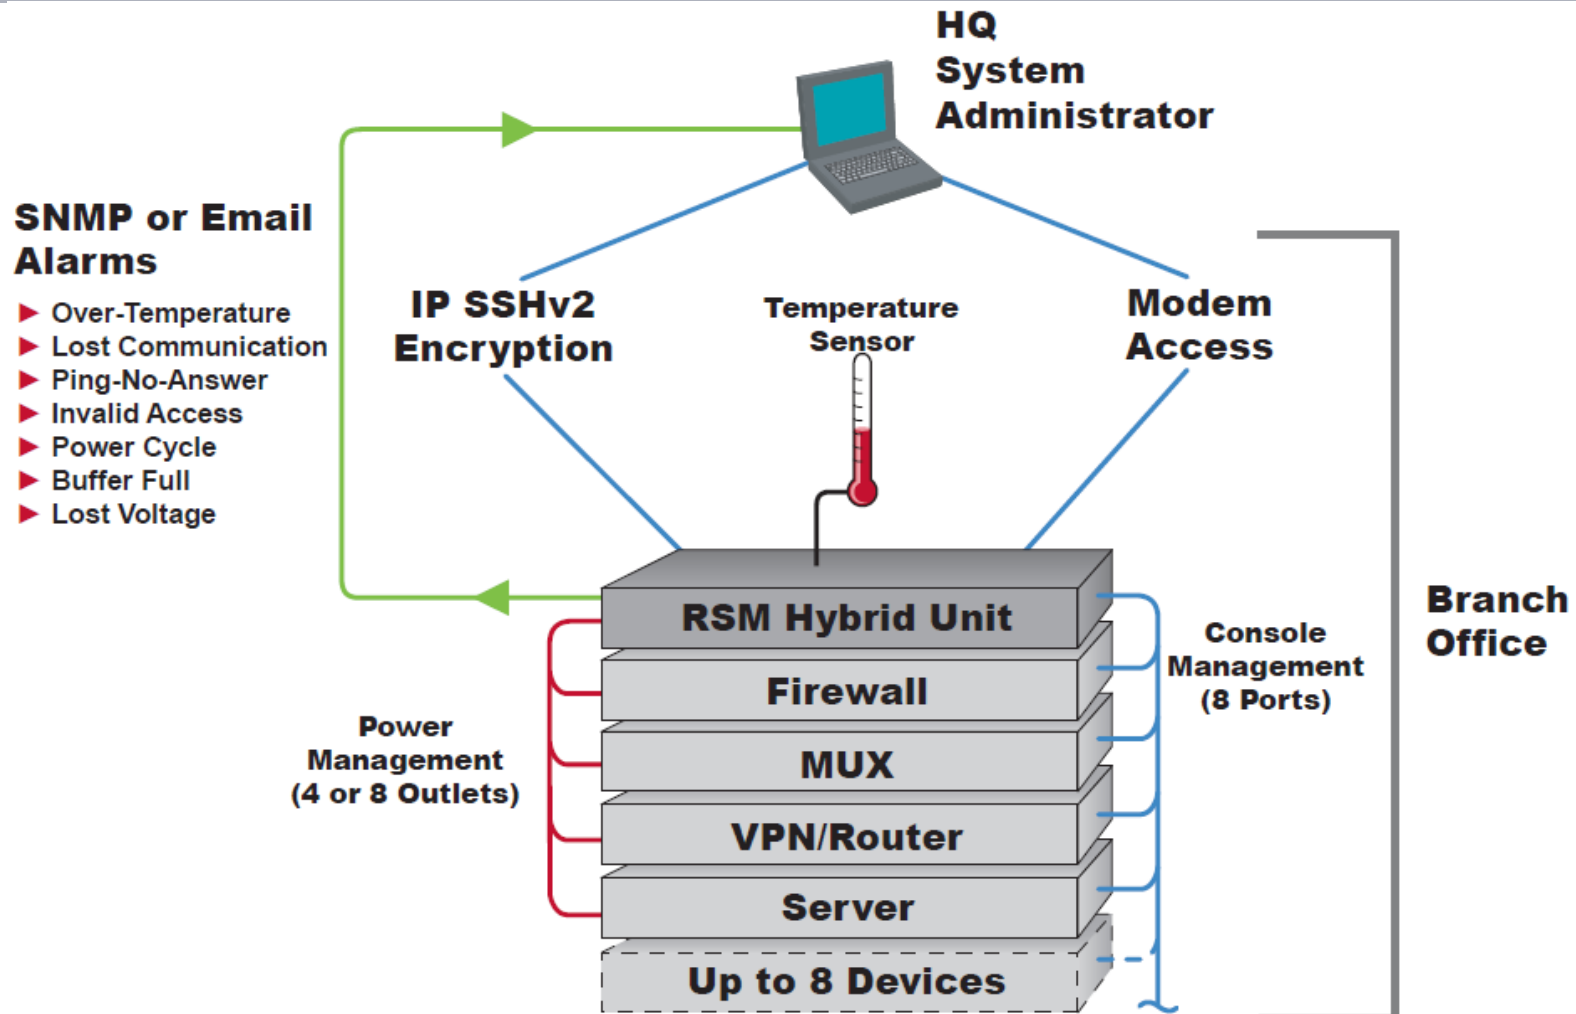 HQ
System
Administrator
SNMP or Email
Alarms
Over-Temperature
Lost Communication
Ping-No-Answer
Invalid Access
Power Cycle
Buffer Full
Lost Voltage
IP SSHv2
Encryption
Temperature
Sensor
Modem
Access
RSM Hybrid Unit
Firewall
MUX
VPN/Router
Server
Up to 8 Devices
Power
Management
(4 or 8 Outlets)
Console
Management
(8 Ports)
Branch
Office